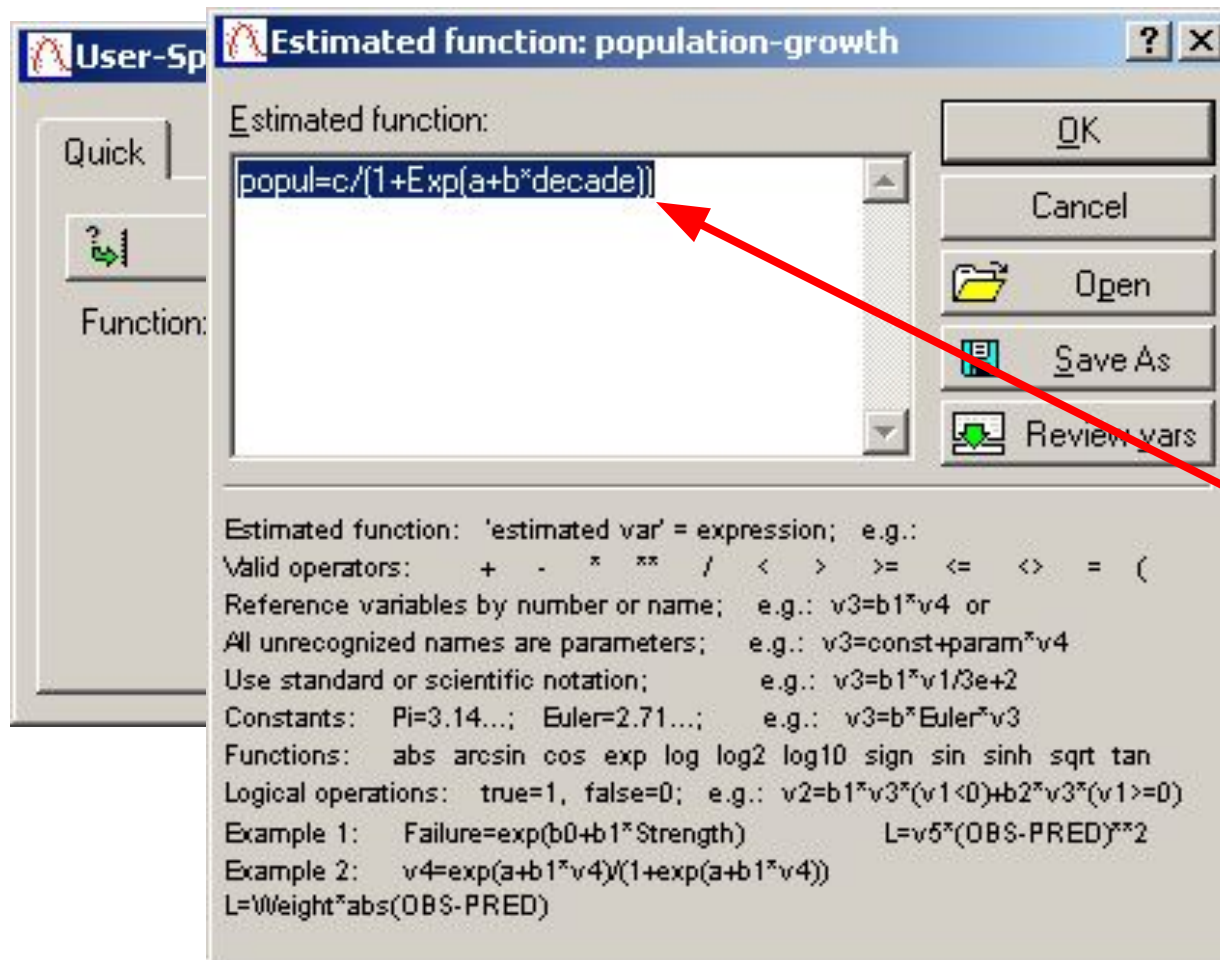 User-Sp
Estimated function: population-growth
Quick
Function:
Estimated function:
popul=c/(1+Exp(a+b*decade))
OK
Cancel
Open
Save As
Review vars
Estimated function: 'estimated var' = expression; e.g.:
Valid operators: + - * ** / < > >= <= <> = (
Reference variables by number or name; e.g.: v3=b1*v4 or
All unrecognized names are parameters; e.g.: v3=const+param*v4
Use standard or scientific notation; e.g.: v3=b1*v1/3e+2
Constants: Pi=3.14...; Euler=2.71...; e.g.: v3=b*Euler*v3
Functions: abs arcsin cos exp log log2 log10 sign sin sinh sqrt tan
Logical operations: true=1, false=0; e.g.: v2=b1*v3*(v1<0)+b2*v3*(v1>=0)
Example 1: Failure=exp(b0+b1*Strength) L=v5*(OBS-PRED)**2
Example 2: v4=exp(a+b1*v4)/(1+exp(a+b1*v4))
L=Weight*abs(OBS-PRED)